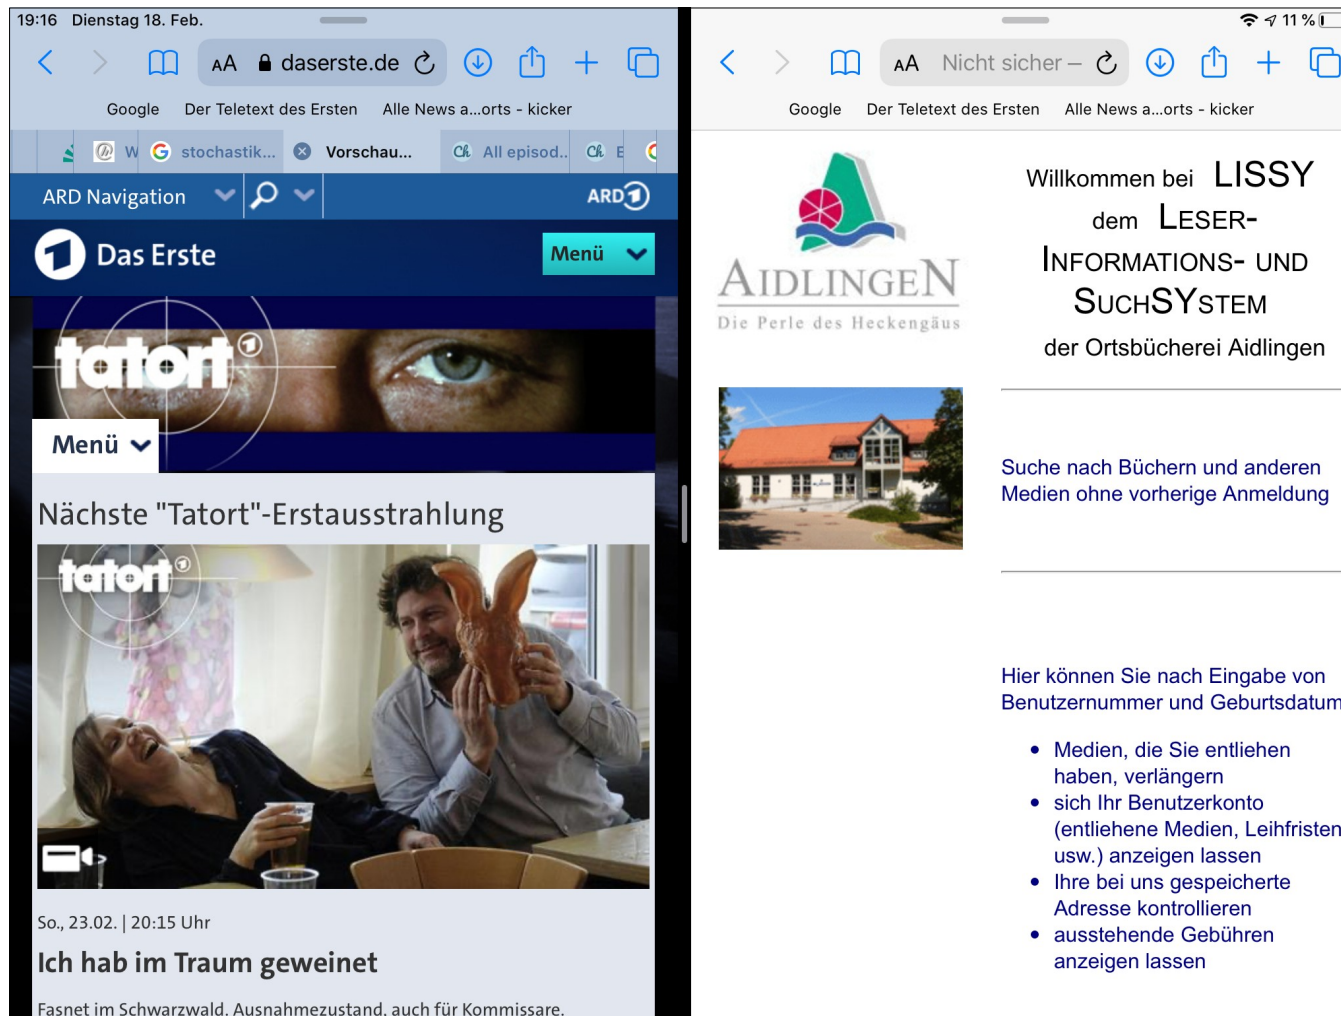 19:16 Dienstag 18. Feb.
AA daserste.de
Google Der Teletext des Ersten Alle News a...orts - kicker
W stochastik... Vorschau... Ch All episod.. Ch E
ARD Navigation ARD 1
1 Das Erste Menü
tatort 1
Menü
Nächste "Tatort"-Erstausstrahlung
tatort 1
So., 23.02. | 20:15 Uhr
Ich hab im Traum geweinet
Fasnet im Schwarzwald. Ausnahmezustand, auch für Kommissare.
11 %
AA Nicht sicher —
Google Der Teletext des Ersten Alle News a...orts - kicker
AIDLINGEN
Die Perle des Heckengäus
Willkommen bei LISSY
dem LESER-
INFORMATIONS- UND
SUCHSYSTEM
der Ortsbücherei Aidlingen
Suche nach Büchern und anderen
Medien ohne vorherige Anmeldung
Hier können Sie nach Eingabe von
Benutzernummer und Geburtsdatum
• Medien, die Sie entliehen
haben, verlängern
• sich Ihr Benutzerkonto
(entliehene Medien, Leihfristen
usw.) anzeigen lassen
• Ihre bei uns gespeicherte
Adresse kontrollieren
• ausstehende Gebühren
anzeigen lassen